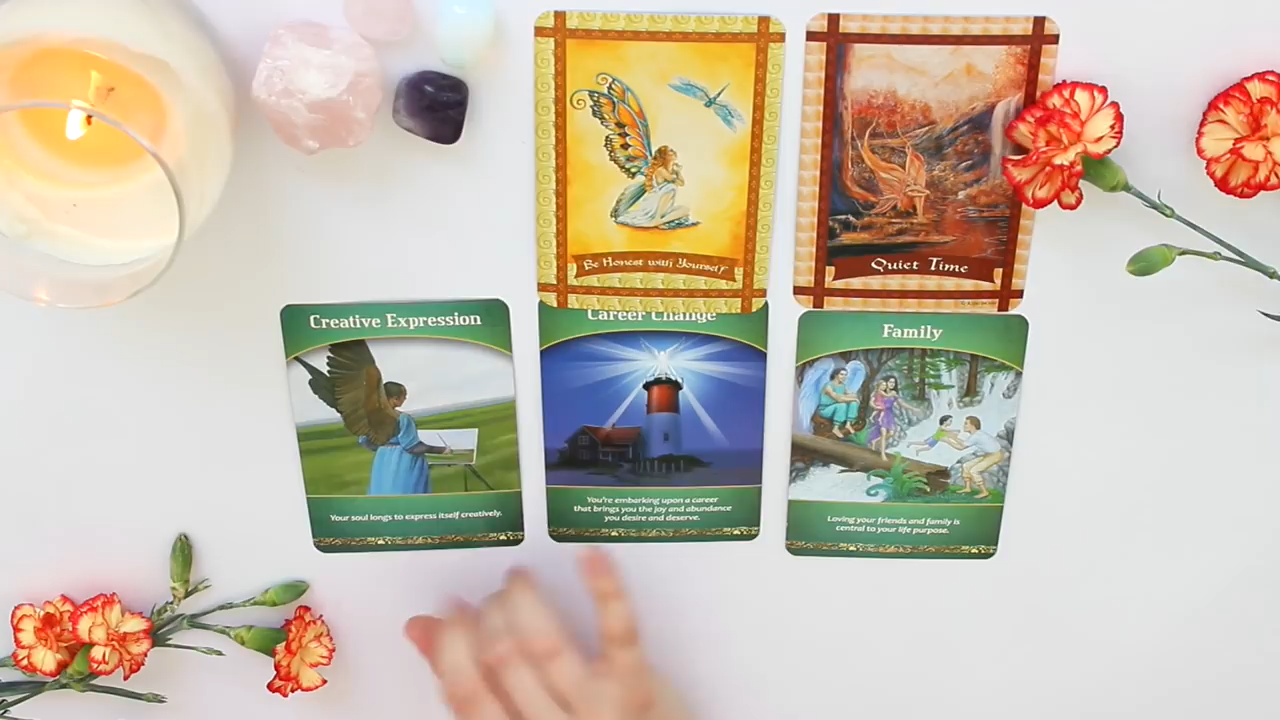 Be Honest with Yourself
Quiet Time
Creative Expression
Your soul longs to express itself creatively.
Career Change
You're embarking upon a career
that brings you the joy and abundance
you desire and deserve.
Family
Loving your friends and family is
central to your life purpose.